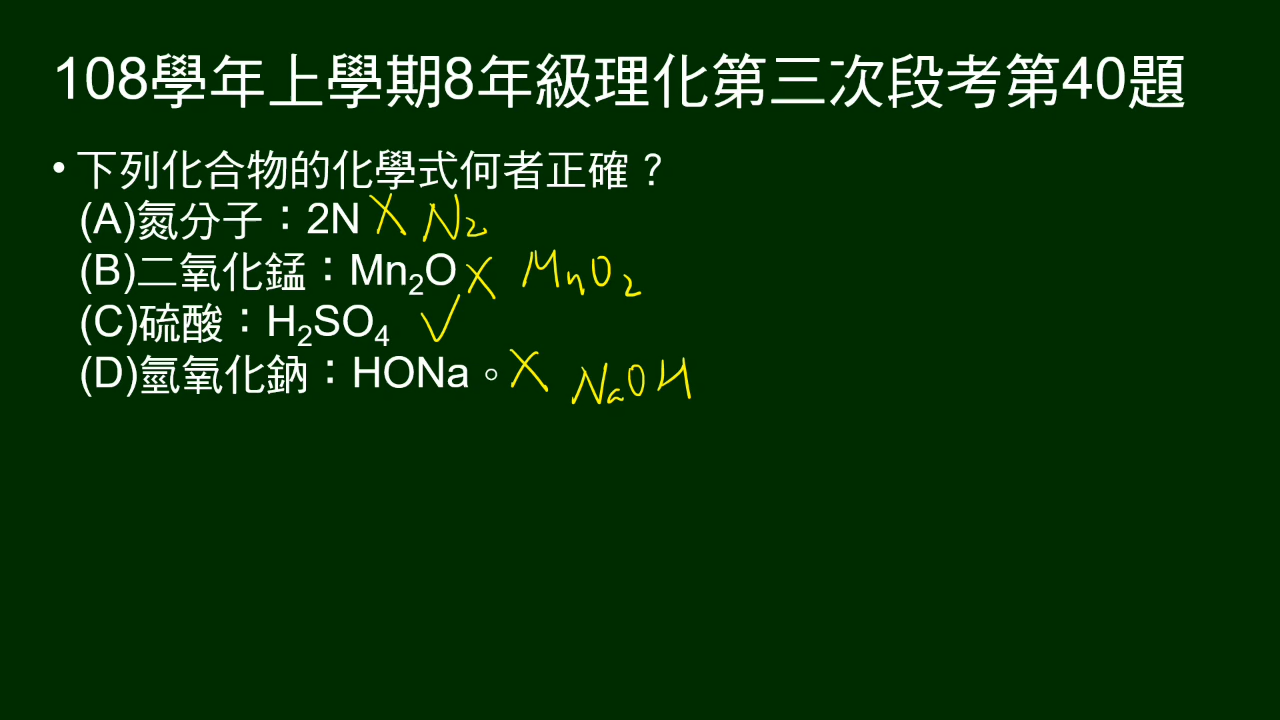 108學年上學期8年級理化第三次段考第40題
• 下列化合物的化學式何者正確？
(A)氮分子：2N X N₂
(B)二氧化錳：Mn₂O X MnO₂
(C)硫酸：H₂SO₄ ✓
(D)氫氧化鈉：HONa。X NaOH